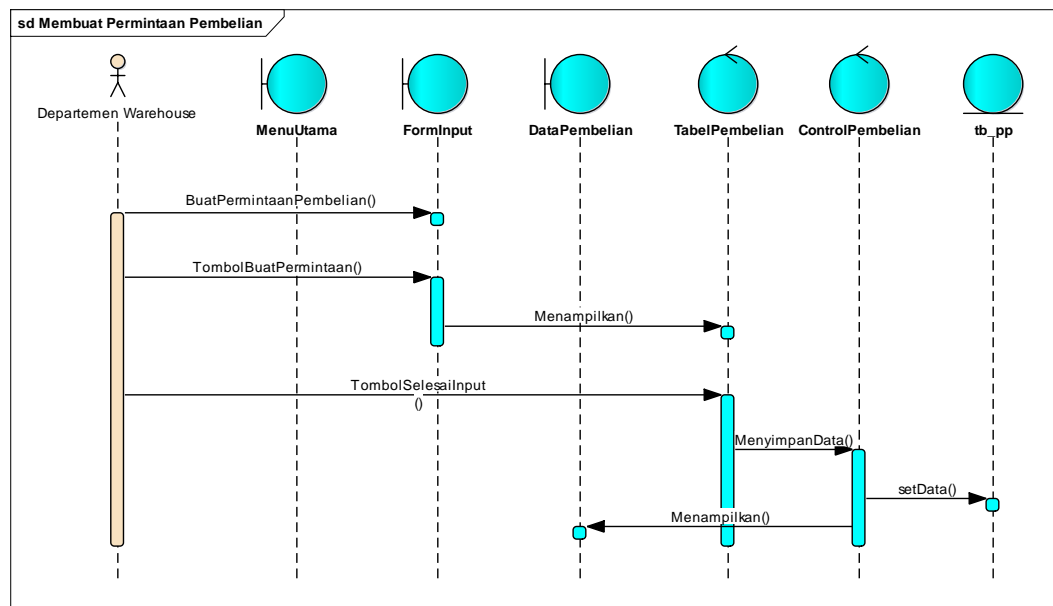 sd Membuat Permintaan Pembelian
Departemen Warehouse
MenuUtama
FormInput
DataPembelian
TabelPembelian
ControlPembelian
tb_pp
BuatPermintaanPembelian()
TombolBuatPermintaan()
Menampilkan()
TombolSelesaiInput
()
MenyimpanData()
setData()
Menampilkan()